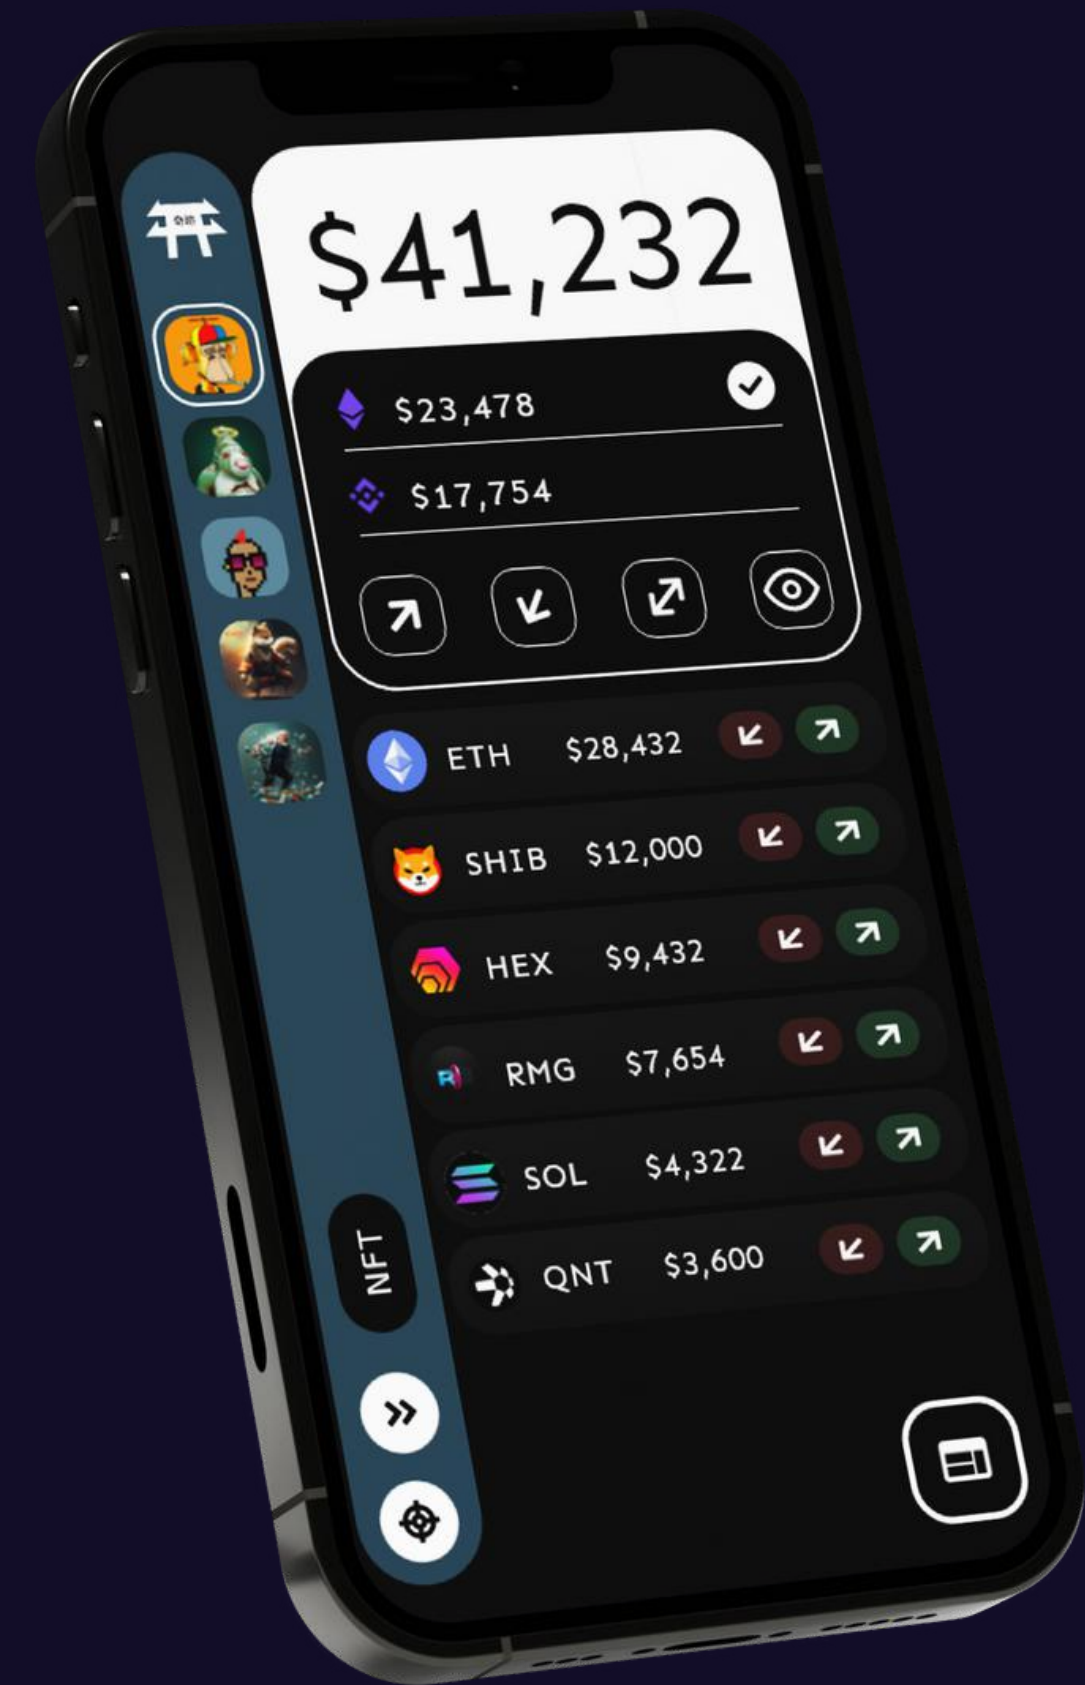 $41,232
$23,478
$17,754
ETH $28,432
SHIB $12,000
HEX $9,432
RMG $7,654
SOL $4,322
QNT $3,600
NFT